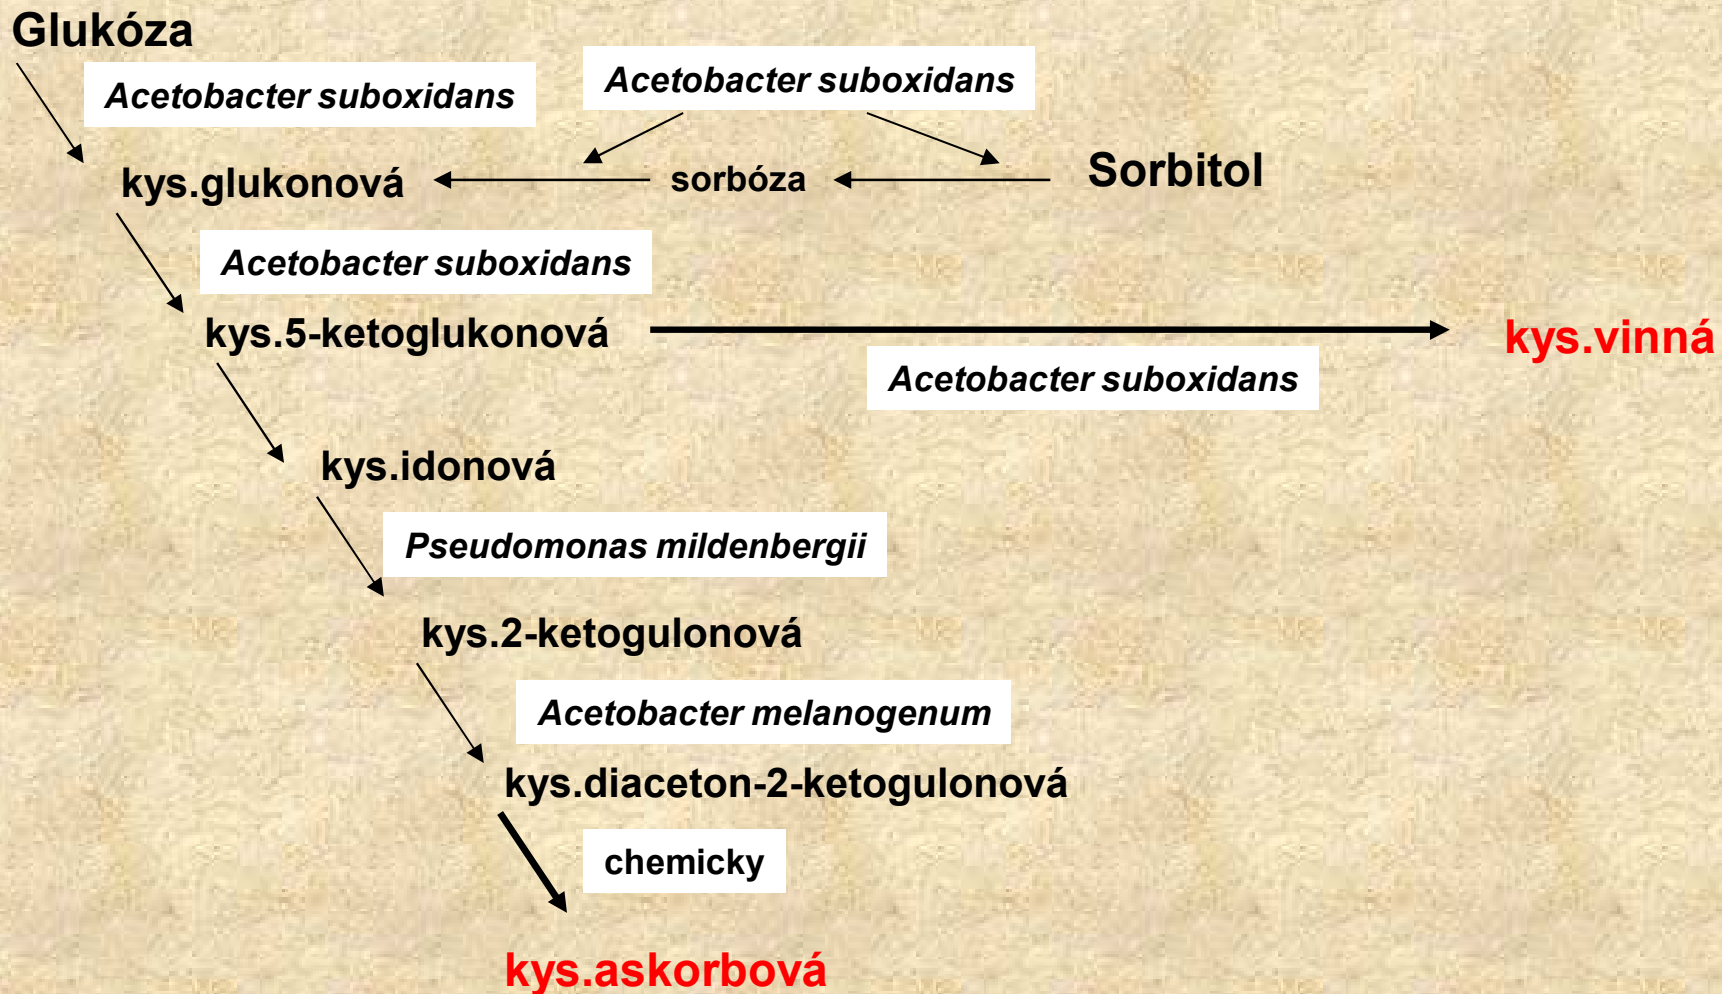 Glukóza
Acetobacter suboxidans
Acetobacter suboxidans
kys.glukonová
sorbóza
Sorbitol
Acetobacter suboxidans
kys.5-ketoglukonová
kys.vinná
Acetobacter suboxidans
kys.idonová
Pseudomonas mildenbergii
kys.2-ketogulonová
Acetobacter melanogenum
kys.diaceton-2-ketogulonová
chemicky
kys.askorbová